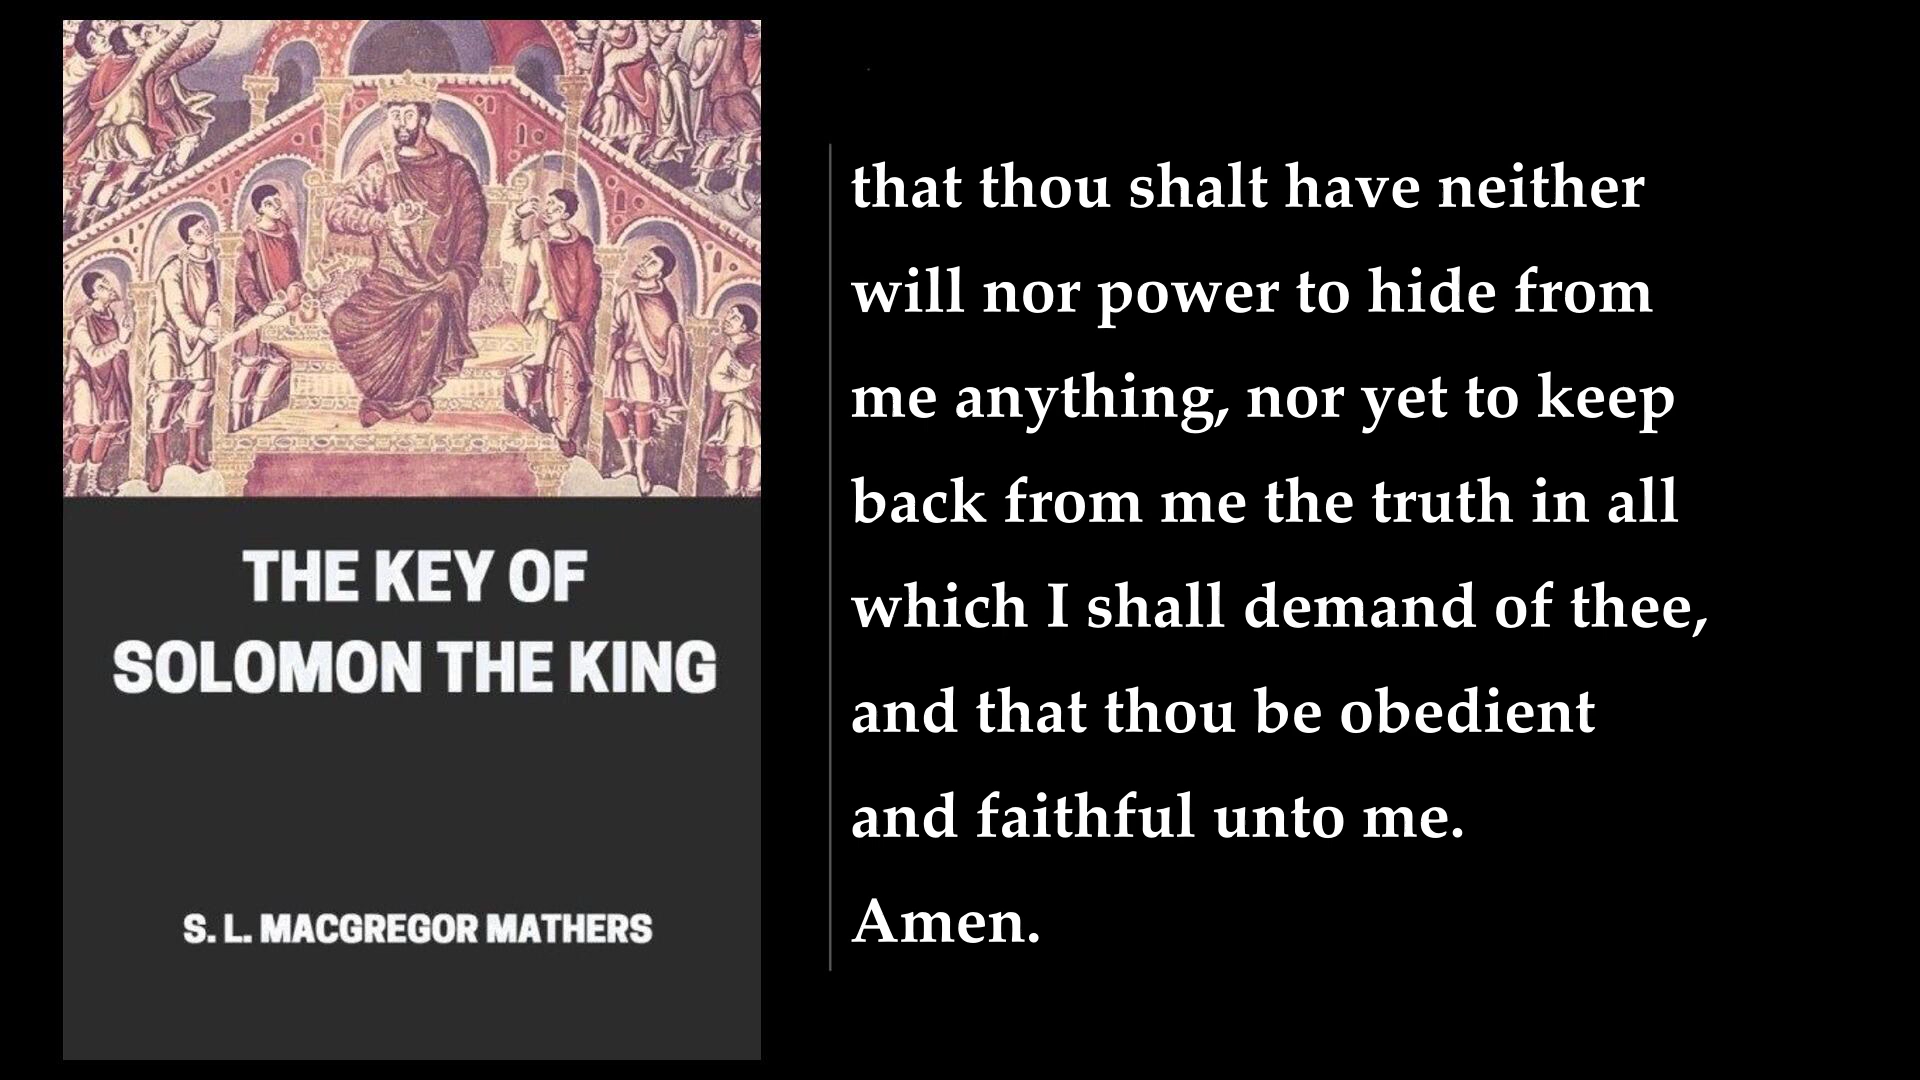 THE KEY OF
SOLOMON THE KING
S. L. MACGREGOR MATHERS
that thou shalt have neither
will nor power to hide from
me anything, nor yet to keep
back from me the truth in all
which I shall demand of thee,
and that thou be obedient
and faithful unto me.
Amen.